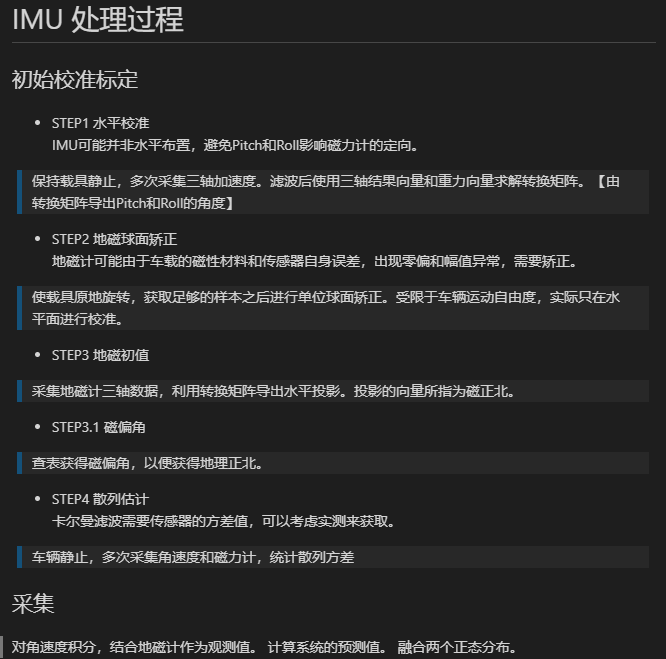 IMU 处理过程
初始校准标定
STEP1 水平校准
IMU可能并非水平布置，避免Pitch和Roll影响磁力计的定向。
保持载具静止，多次采集三轴加速度。滤波后使用三轴结果向量和重力向量求解转换矩阵。【由
转换矩阵导出Pitch和Roll的角度】
STEP2 地磁球面矫正
地磁计可能由于车载的磁性材料和传感器自身误差，出现零偏和幅值异常，需要矫正。
使载具原地旋转，获取足够的样本之后进行单位球面矫正。受限于车辆运动自由度，实际只在水
平面进行校准。
STEP3 地磁初值
采集地磁计三轴数据，利用转换矩阵导出水平投影。投影的向量所指为磁正北。
STEP3.1 磁偏角
查表获得磁偏角，以便获得地理正北。
STEP4 散列估计
卡尔曼滤波需要传感器的方差值，可以考虑实测来获取。
车辆静止，多次采集角速度和磁力计，统计散列方差
采集
对角速度积分，结合地磁计作为观测值。 计算系统的预测值。 融合两个正态分布。